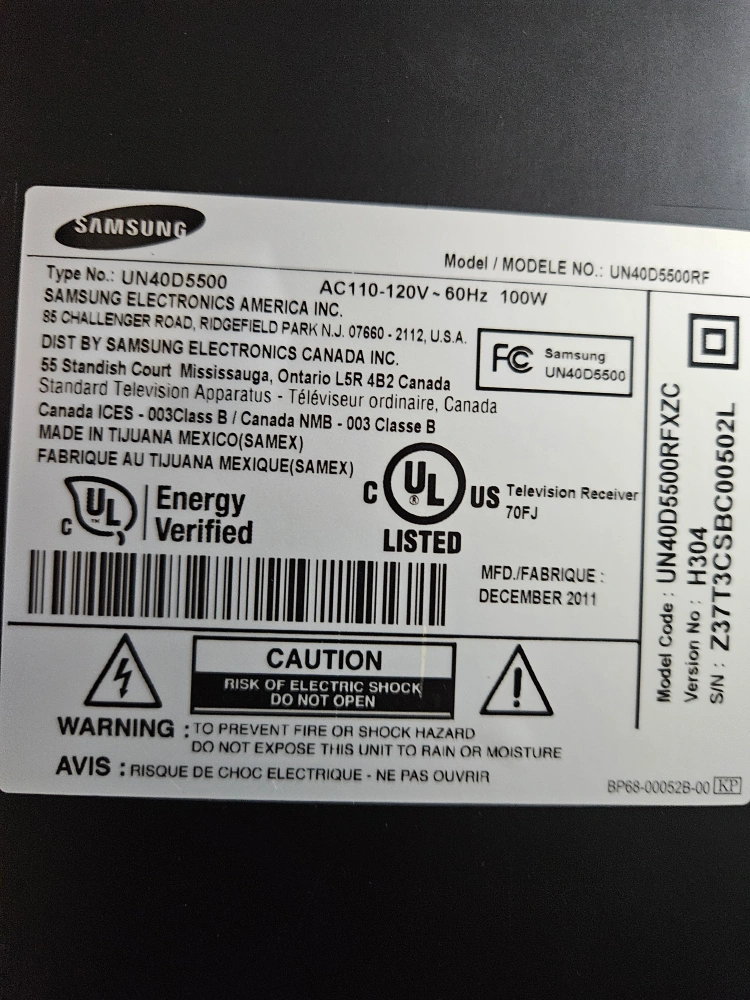 SAMSUNG
Model / MODELE NO.: UN40D5500RF
Type No.: UN40D5500
AC110-120V ~ 60Hz 100W
SAMSUNG ELECTRONICS AMERICA INC.
85 CHALLENGER ROAD, RIDGEFIELD PARK N.J. 07660 - 2112, U.S.A.
DIST BY SAMSUNG ELECTRONICS CANADA INC.
55 Standish Court Mississauga, Ontario L5R 4B2 Canada
Standard Television Apparatus - Téléviseur ordinaire, Canada
Canada ICES - 003Class B / Canada NMB - 003 Classe B
MADE IN TIJUANA MEXICO(SAMEX)
FABRIQUE AU TIJUANA MEXIQUE(SAMEX)
FC Samsung
UN40D5500
C UL ™ Energy
Verified
C UL ® US
LISTED
Television Receiver
70FJ
MFD./FABRIQUE :
DECEMBER 2011
Model Code : UN40D5500RFXZC
Version No : H304
S/N : Z37T3CSBC00502L
CAUTION
RISK OF ELECTRIC SHOCK
DO NOT OPEN
!
WARNING : TO PREVENT FIRE OR SHOCK HAZARD
DO NOT EXPOSE THIS UNIT TO RAIN OR MOISTURE
AVIS : RISQUE DE CHOC ELECTRIQUE - NE PAS OUVRIR
BP68-00052B-00 KP